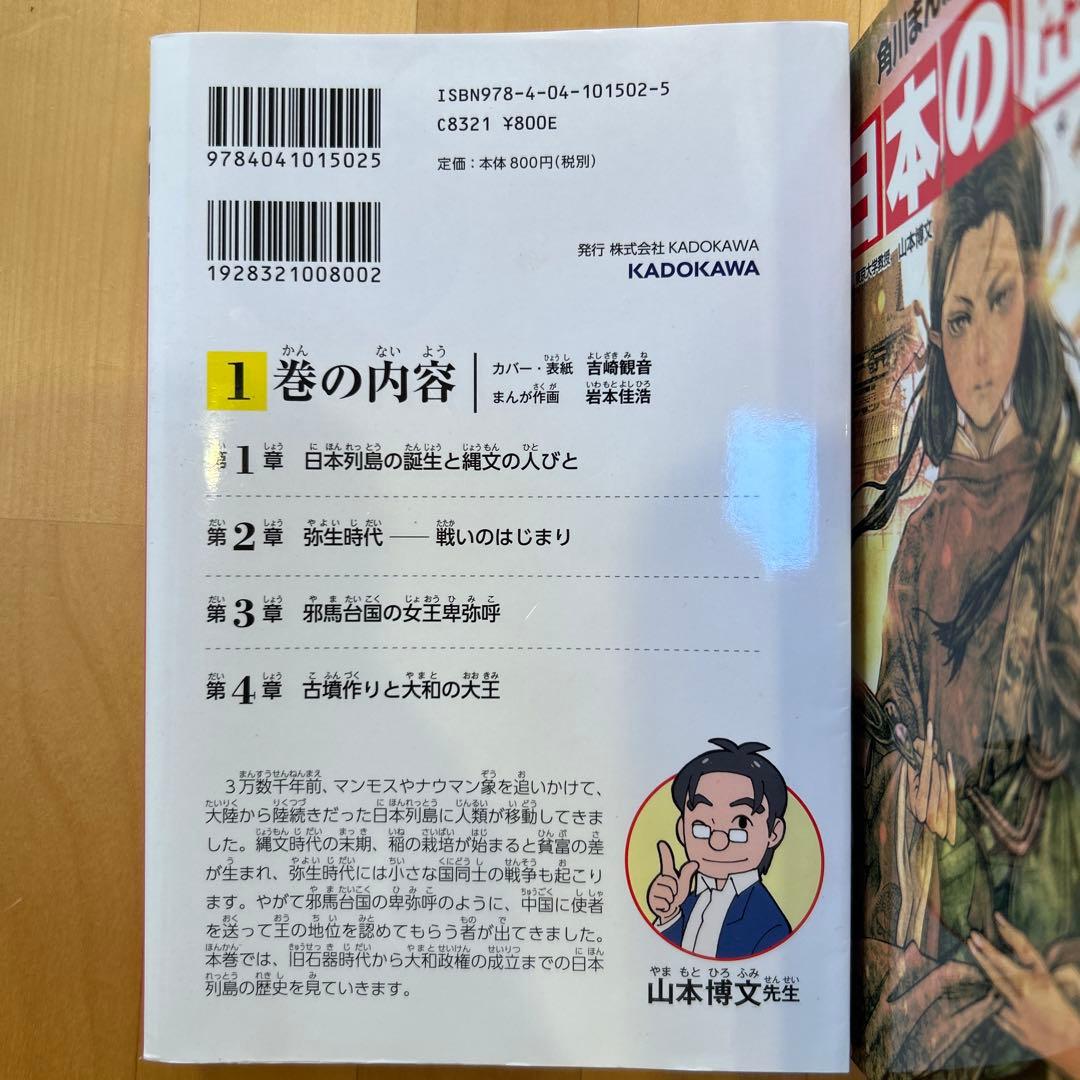 ISBN978-4-04-101502-5
C8321 ¥800E
9784041015025
定価：本体800円(税別)
1928321008002
発行 株式会社KADOKAWA
KADOKAWA
1巻の内容
カバー・表紙 吉崎観音
まんが作画 岩本佳浩
第1章 日本列島の誕生と縄文の人びと
第2章 弥生時代──戦いのはじまり
第3章 邪馬台国の女王卑弥呼
第4章 古墳作りと大和の大王
3万数千年前、マンモスやナウマン象を追いかけて、
大陸から陸続きだった日本列島に人類が移動してきま
した。縄文時代の末期、稲の栽培が始まると貧富の差
が生まれ、弥生時代には小さな国同士の戦争も起こり
ます。やがて邪馬台国の卑弥呼のように、中国に使者
を送って王の地位を認めてもらう者が出てきました。
本巻では、旧石器時代から大和政権の成立までの日本
列島の歴史を見ていきます。
山本博文先生
角川まん
日本の
東京大学教授 山本博文